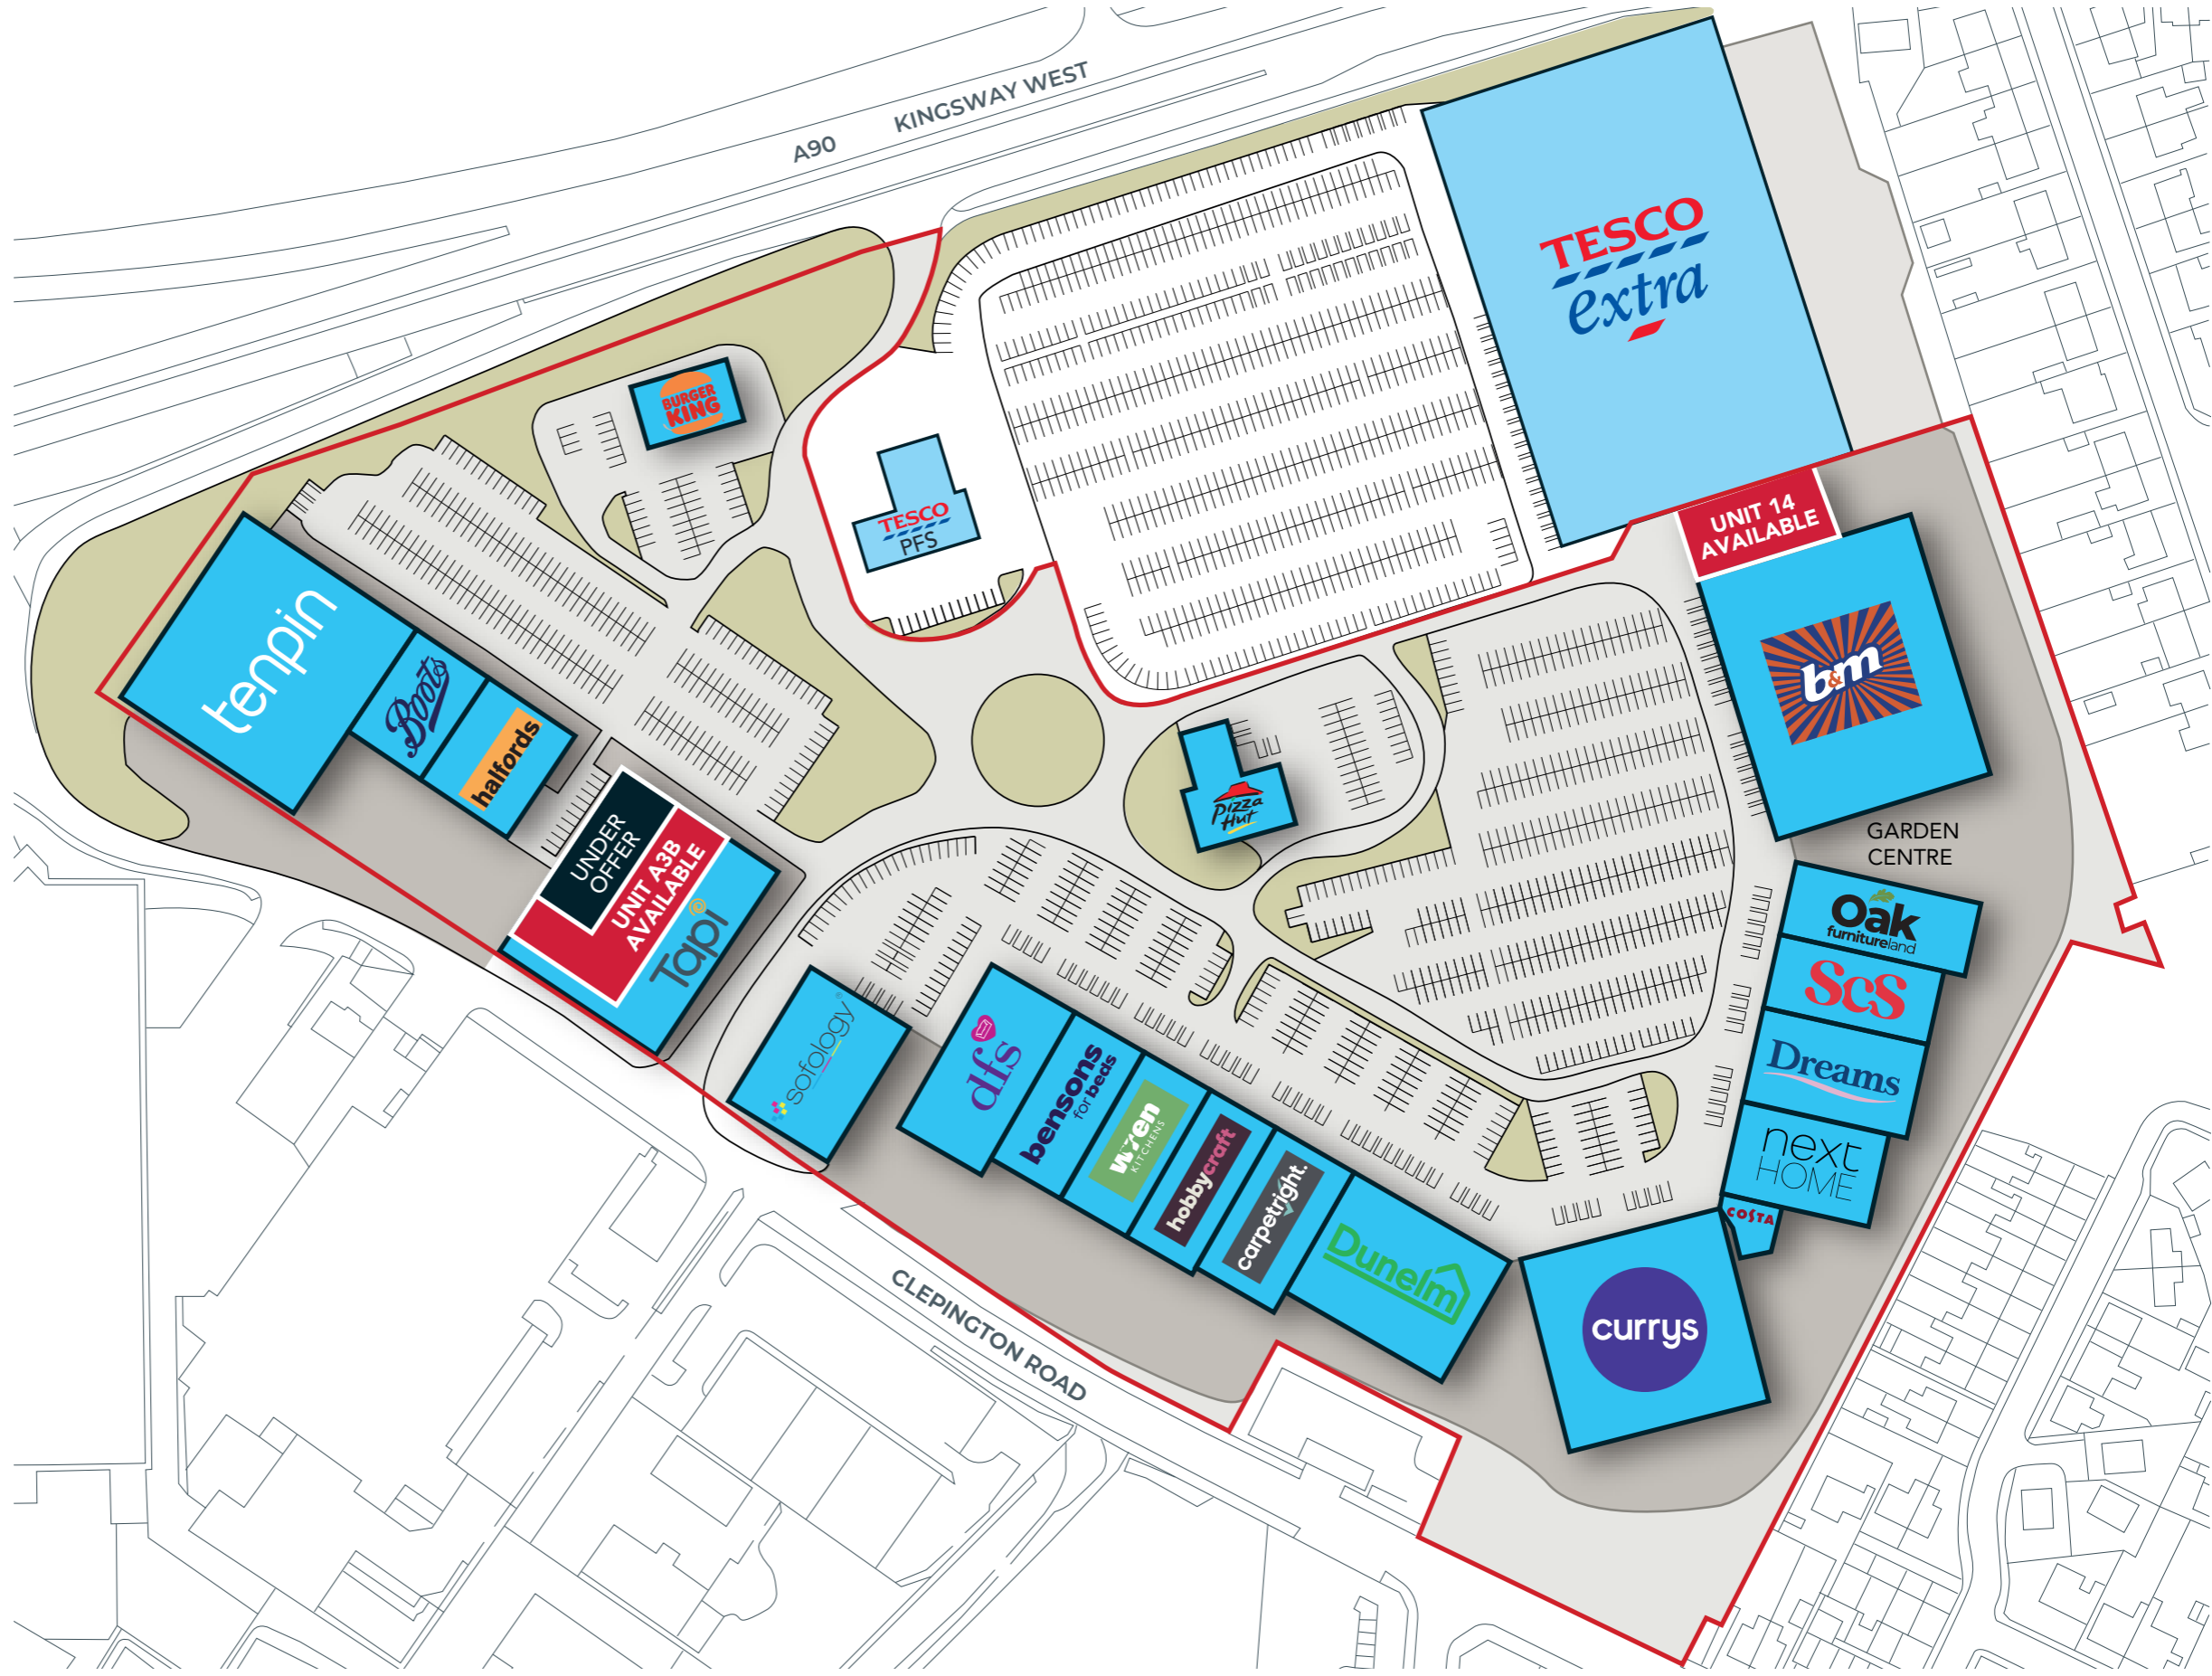 KINGSWAY WEST
A90
TESCO
extra
BURGER
KING
TESCO
PFS
UNIT 14
AVAILABLE
tenpin
Boots
halfords
b&m
Pizza
Hut
GARDEN
CENTRE
UNDER
OFFER
UNIT A3B
AVAILABLE
Tapi
Oak
furnitureland
ScS
Dreams
next
HOME
COSTA
sofology
dfs
bensons
for beds
wren
KITCHENS
hobbycraft
carpetright.
Dunelm
currys
CLEPINGTON ROAD